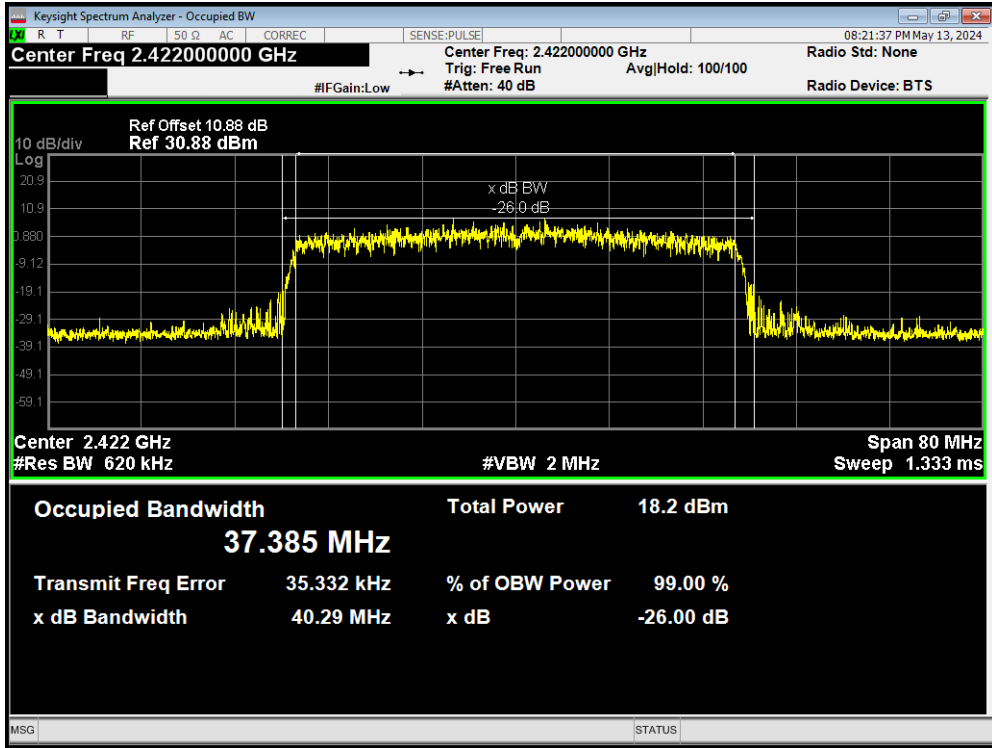 Keysight Spectrum Analyzer - Occupied BW
LXI R T RF 50 Ω AC CORREC SENSE:PULSE 08:21:37 PM May 13, 2024
Center Freq 2.422000000 GHz
Center Freq: 2.422000000 GHz
Radio Std: None
Trig: Free Run Avg|Hold: 100/100
#IFGain:Low #Atten: 40 dB Radio Device: BTS
Ref Offset 10.88 dB
10 dB/div Ref 30.88 dBm
Log
20.9
10.9
0.880
-9.12
-19.1
-29.1
-39.1
-49.1
-59.1
x dB BW
-26.0 dB
Center 2.422 GHz Span 80 MHz
#Res BW 620 kHz #VBW 2 MHz Sweep 1.333 ms
Occupied Bandwidth Total Power 18.2 dBm
37.385 MHz
Transmit Freq Error 35.332 kHz % of OBW Power 99.00 %
x dB Bandwidth 40.29 MHz x dB -26.00 dB
MSG STATUS